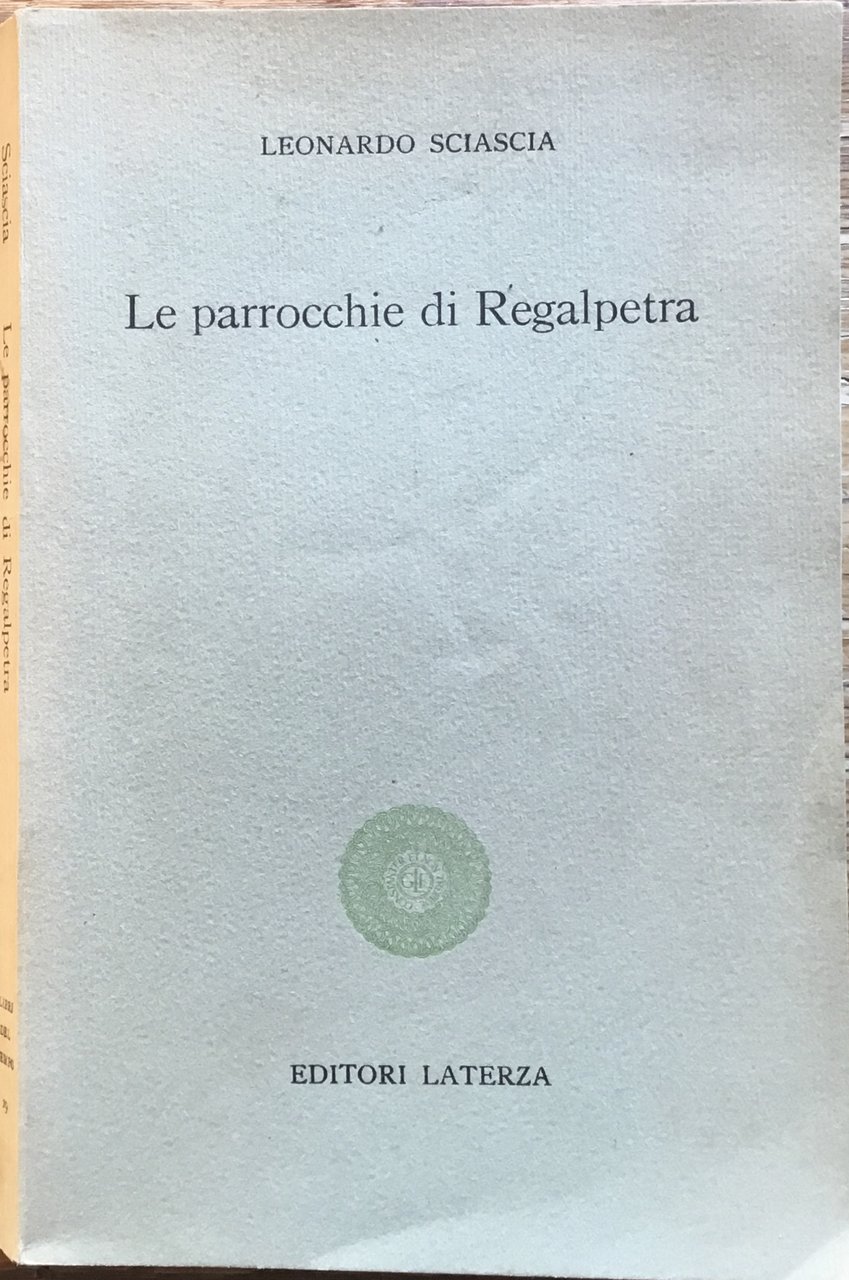 LEONARDO SCIASCIA
Le parrocchie di Regalpetra
EDITORI LATERZA
Sciascia Le parrocchie di Regalpetra